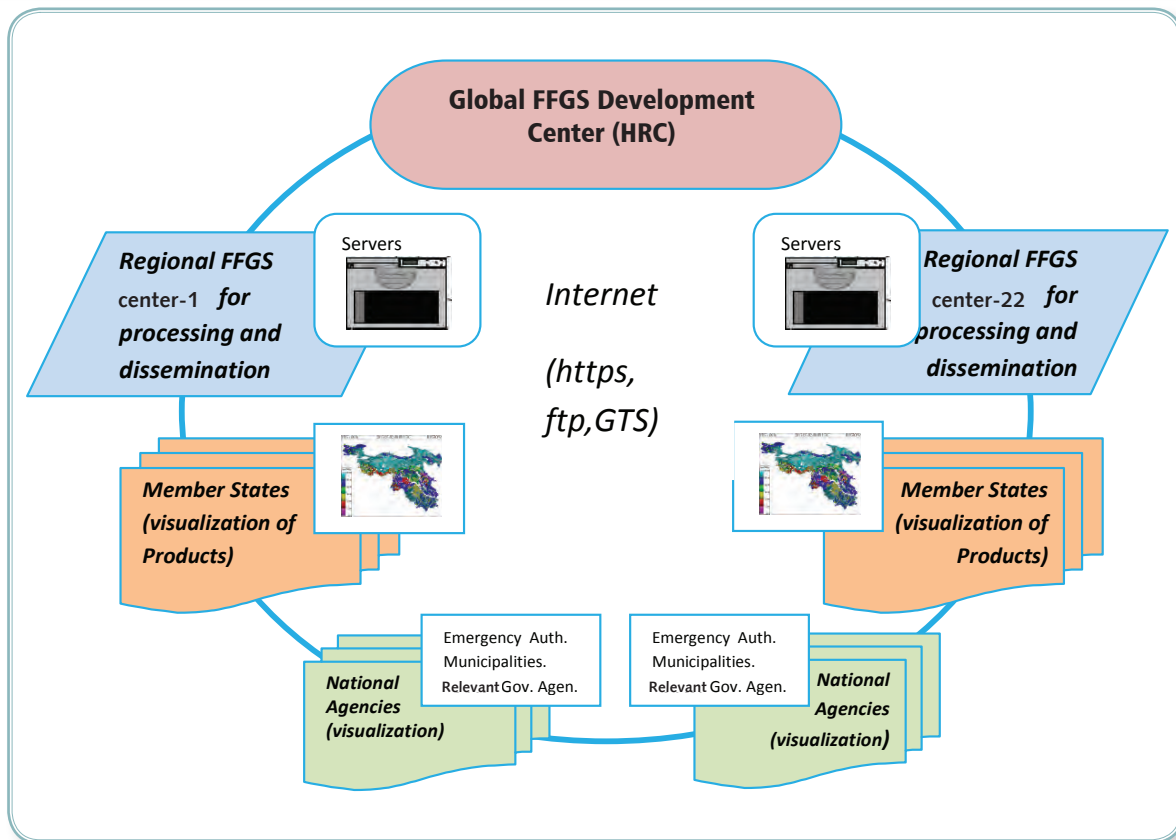 Global FFGS Development
Center (HRC)
Servers
Regional FFGS
center-1 for
processing and
dissemination
Internet
(https,
ftp,GTS)
Servers
Regional FFGS
center-22 for
processing and
dissemination
Member States
(visualization of
Products)
Member States
(visualization of
Products)
Emergency Auth.
Municipalities.
Relevant Gov. Agen.
National
Agencies
(visualization)
Emergency Auth.
Municipalities.
Relevant Gov. Agen.
National
Agencies
(visualization)